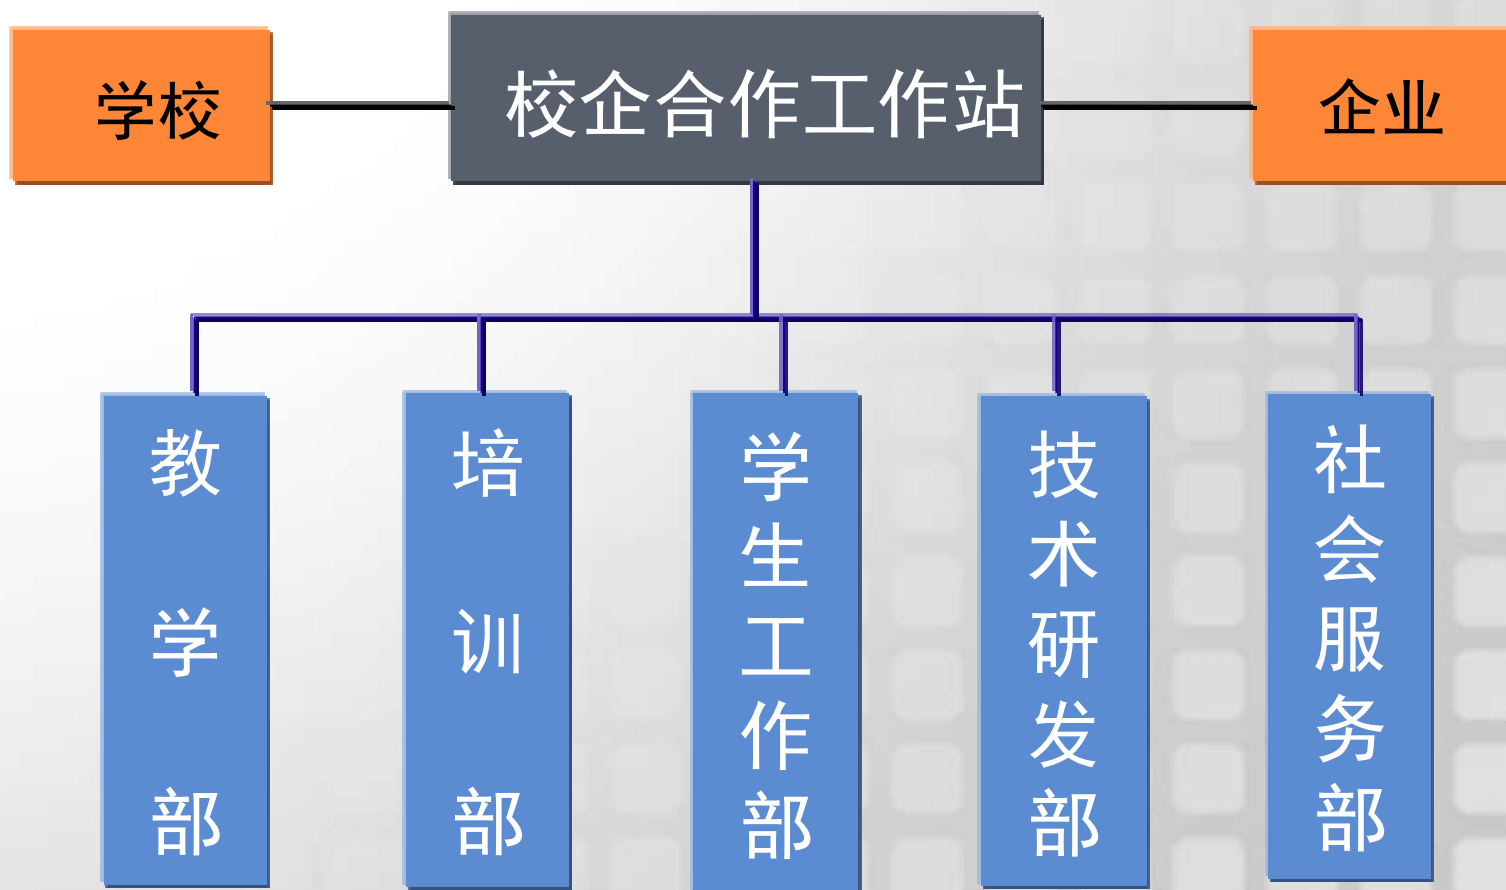 学校
校企合作工作站
企业
教学部
培训部
学生工作部
技术研发部
社会服务部